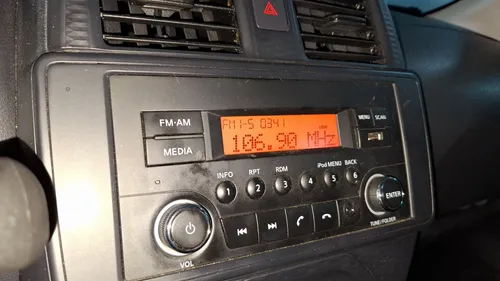 FM1-S 0341
106.90 MHz
FM·AM
MEDIA
MENU SCAN
INFO RPT RDM iPod MENU BACK
1 2 3 4 5 6
ENTER
VOL
TUNE/FOLDER